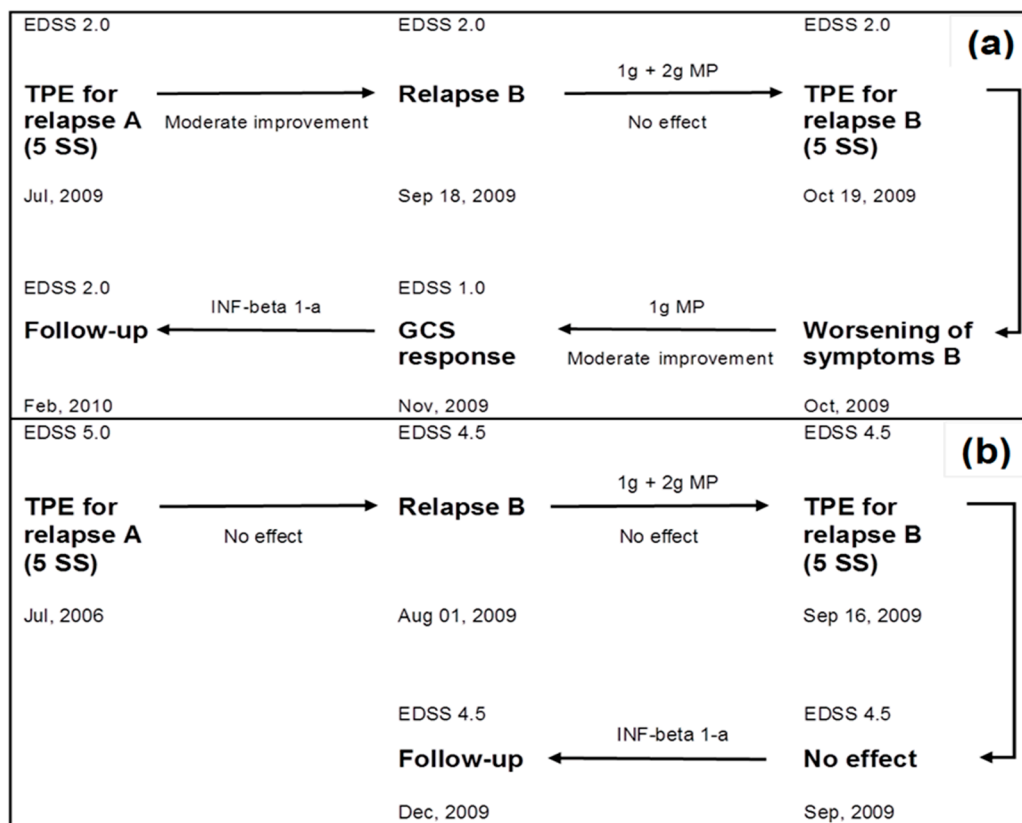 EDSS 2.0 EDSS 2.0 EDSS 2.0 (a)
1g + 2g MP
TPE for Relapse B TPE for
relapse A Moderate improvement No effect relapse B
(5 SS) (5 SS)
Jul, 2009 Sep 18, 2009 Oct 19, 2009
EDSS 2.0 EDSS 1.0
INF-beta 1-a 1g MP
Follow-up GCS Worsening of
response Moderate improvement symptoms B
Feb, 2010 Nov, 2009 Oct, 2009
EDSS 5.0 EDSS 4.5 EDSS 4.5 (b)
1g + 2g MP
TPE for Relapse B TPE for
relapse A No effect No effect relapse B
(5 SS) (5 SS)
Jul, 2006 Aug 01, 2009 Sep 16, 2009
EDSS 4.5 EDSS 4.5
INF-beta 1-a
Follow-up No effect
Dec, 2009 Sep, 2009